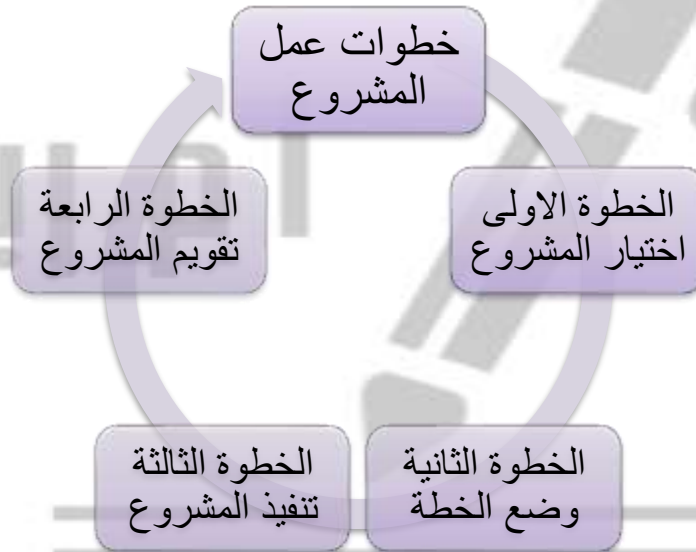 خطوات عمل
المشروع
الخطوة الاولى
اختيار المشروع
الخطوة الثانية
وضع الخطة
الخطوة الثالثة
تنفيذ المشروع
الخطوة الرابعة
تقويم المشروع